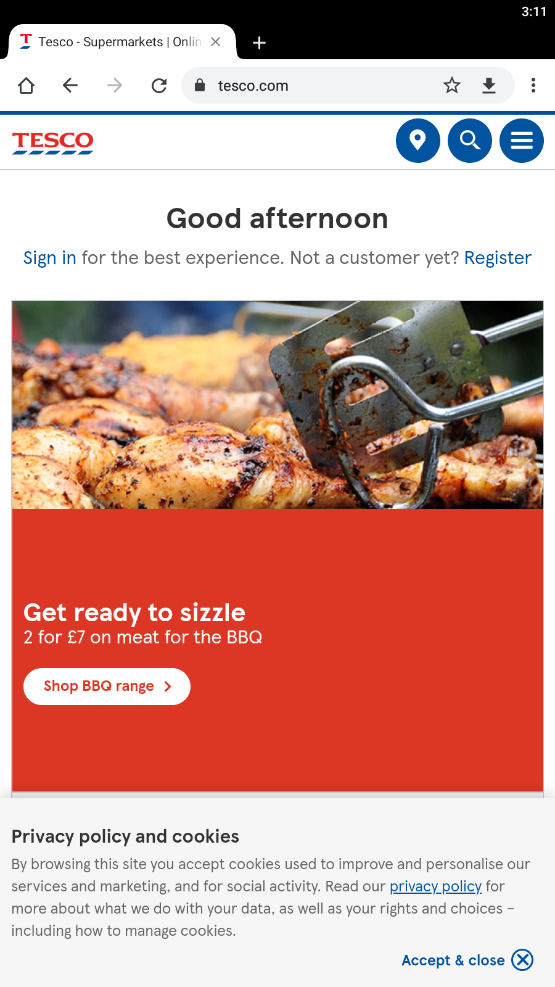 3:11
Tesco - Supermarkets | Onlin
tesco.com
TESCO
Good afternoon
Sign in for the best experience. Not a customer yet? Register
Get ready to sizzle
2 for £7 on meat for the BBQ
Shop BBQ range
Privacy policy and cookies
By browsing this site you accept cookies used to improve and personalise our
services and marketing, and for social activity. Read our privacy policy for
more about what we do with your data, as well as your rights and choices –
including how to manage cookies.
Accept & close